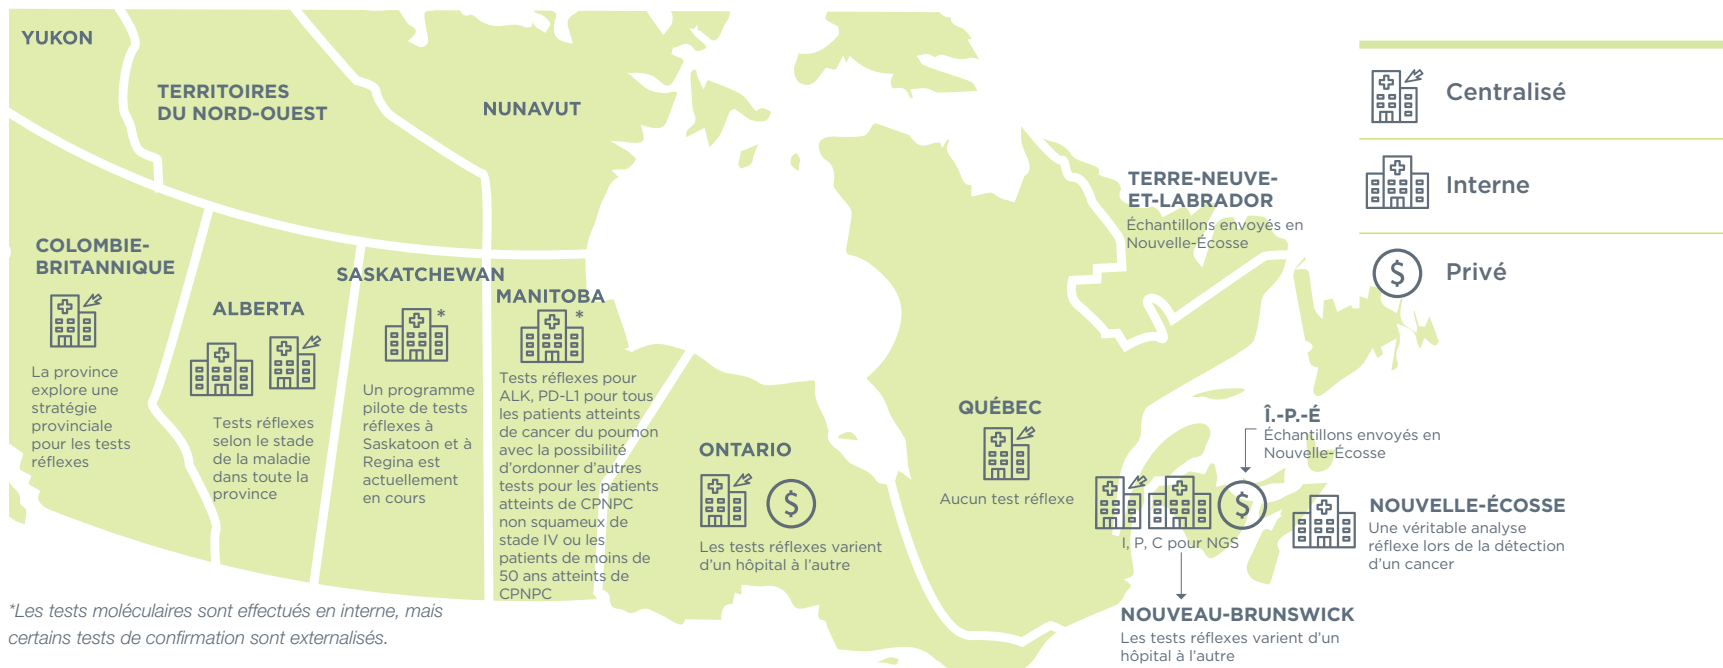 YUKON
TERRITOIRES
DU NORD-OUEST
NUNAVUT
COLOMBIE-
BRITANNIQUE
La province
explore une
stratégie
provinciale
pour les tests
réflexes
ALBERTA
Tests réflexes
selon le stade
de la maladie
dans toute la
province
SASKATCHEWAN
*
Un programme
pilote de tests
réflexes à
Saskatoon et à
Regina est
actuellement
en cours
MANITOBA
*
Tests réflexes pour
ALK, PD-L1 pour tous
les patients atteints
de cancer du poumon
avec la possibilité
d'ordonner d'autres
tests pour les patients
atteints de CPNPC
non squameux de
stade IV ou les
patients de moins de
50 ans atteints de
CPNPC
ONTARIO
$
Les tests réflexes varient
d'un hôpital à l'autre
QUÉBEC
Aucun test réflexe
TERRE-NEUVE-
ET-LABRADOR
Échantillons envoyés en
Nouvelle-Écosse
Î.-P.-É
Échantillons envoyés en
Nouvelle-Écosse
$
I, P, C pour NGS
NOUVEAU-BRUNSWICK
Les tests réflexes varient d'un
hôpital à l'autre
NOUVELLE-ÉCOSSE
Une véritable analyse
réflexe lors de la détection
d'un cancer
Centralisé
Interne
$ Privé
*Les tests moléculaires sont effectués en interne, mais
certains tests de confirmation sont externalisés.